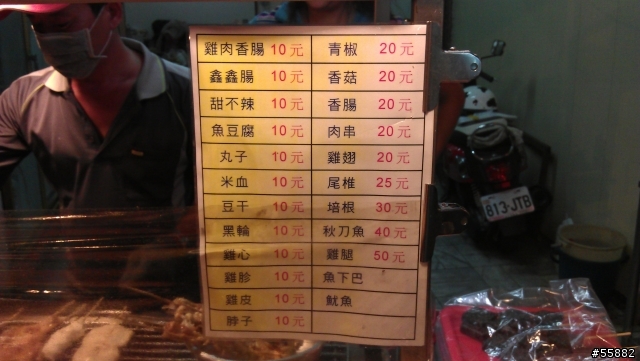 雞肉香腸 10元 青椒 20元
鑫鑫腸 10元 香菇 20元
甜不辣 10元 香腸 20元
魚豆腐 10元 肉串 20元
丸子 10元 雞翅 20元
米血 10元 尾椎 25元
豆干 10元 培根 30元
黑輪 10元 秋刀魚 40元
雞心 10元 雞腿 50元
雞胗 10元 魚下巴
雞皮 10元 魷魚
脖子 10元
813-JTB
#55882